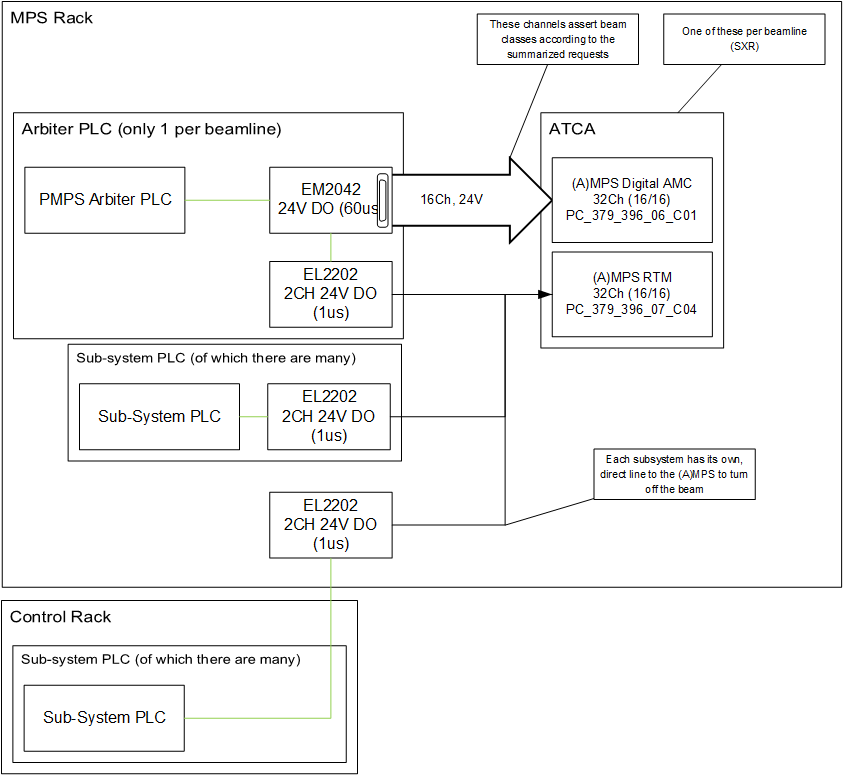 MPS Rack
These channels assert beam
classes according to the
summarized requests
One of these per beamline
(SXR)
Arbiter PLC (only 1 per beamline)
PMPS Arbiter PLC
EM2042
24V DO (60us
16Ch, 24V
EL2202
2CH 24V DO
(1us)
ATCA
(A)MPS Digital AMC
32Ch (16/16)
PC_379_396_06_C01
(A)MPS RTM
32Ch (16/16)
PC_379_396_07_C04
Sub-system PLC (of which there are many)
Sub-System PLC
EL2202
2CH 24V DO
(1us)
Each subsystem has its own,
direct line to the (A)MPS to turn
off the beam
EL2202
2CH 24V DO
(1us)
Control Rack
Sub-system PLC (of which there are many)
Sub-System PLC